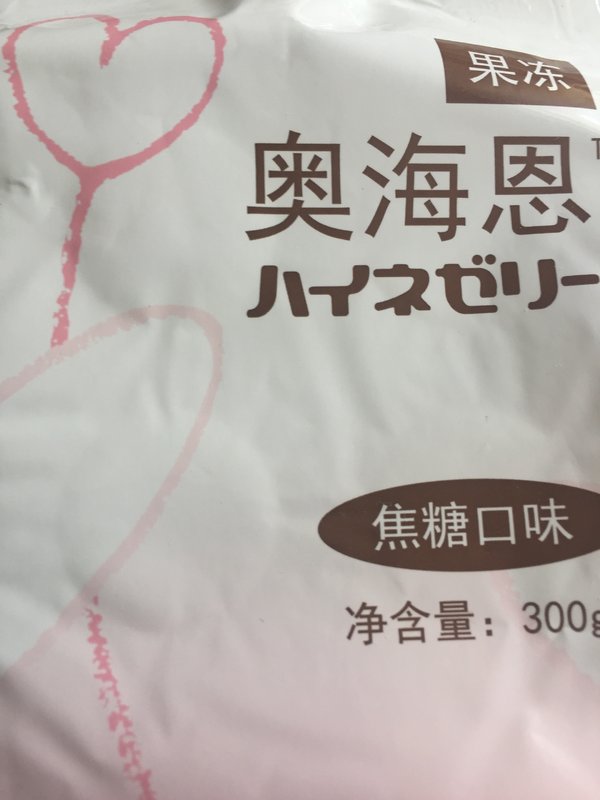 果冻
奥海恩
ハイネゼリー
焦糖口味
净含量：300g